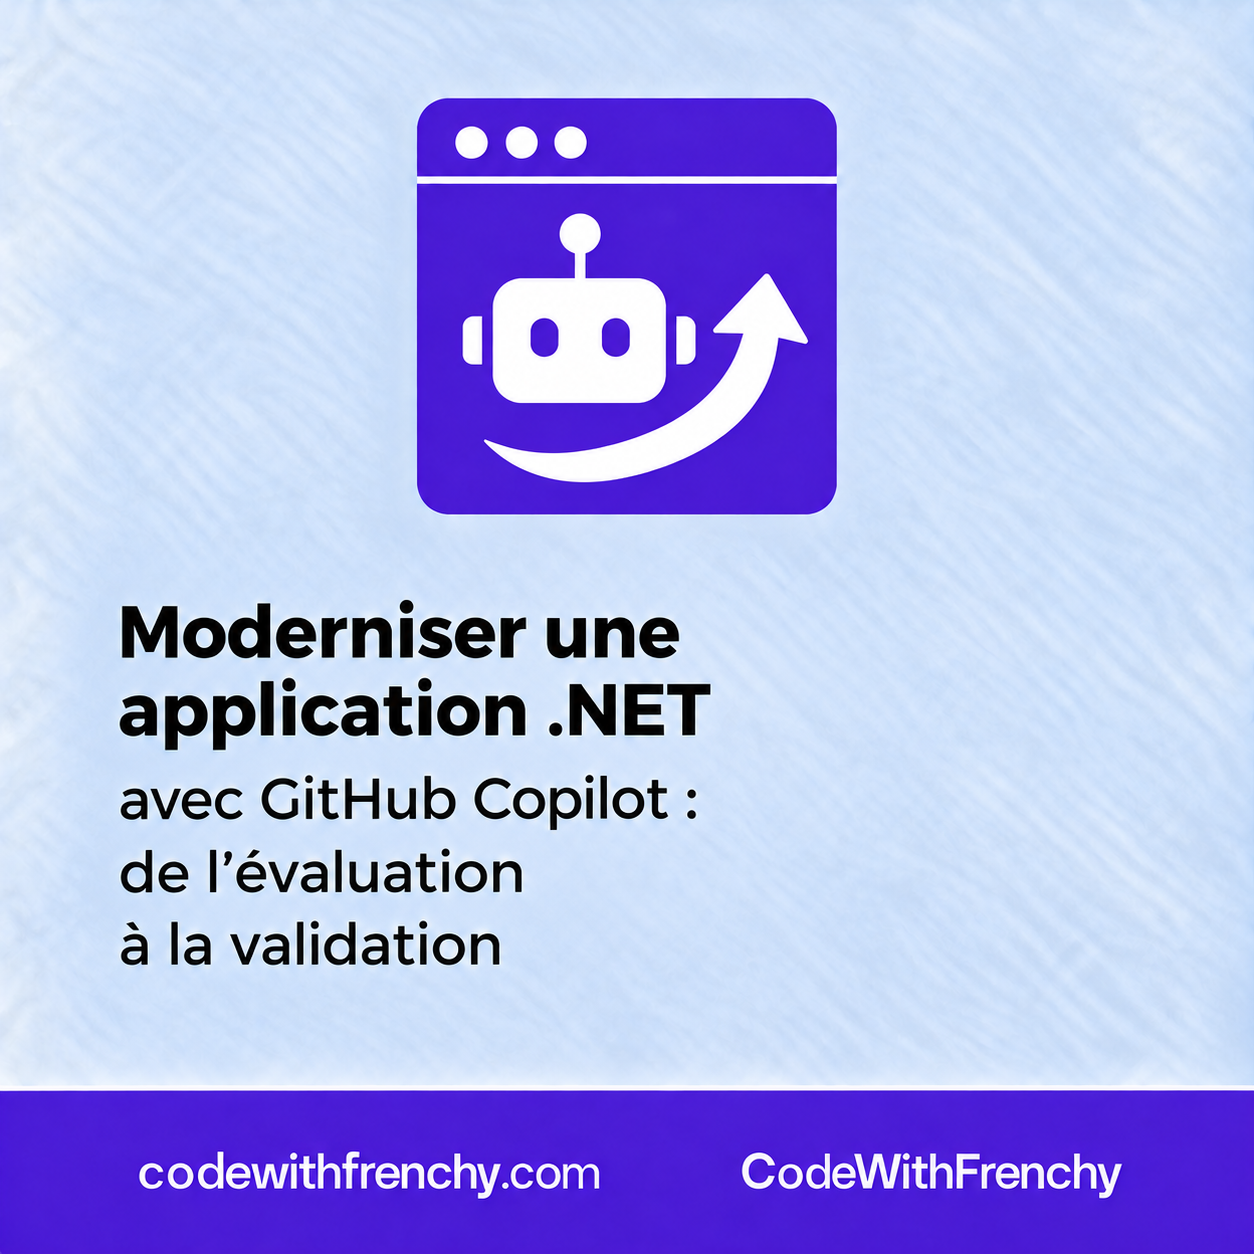 Moderniser une
application .NET
avec GitHub Copilot :
de l’évaluation
à la validation
codewithfrenchy.com
CodeWithFrenchy